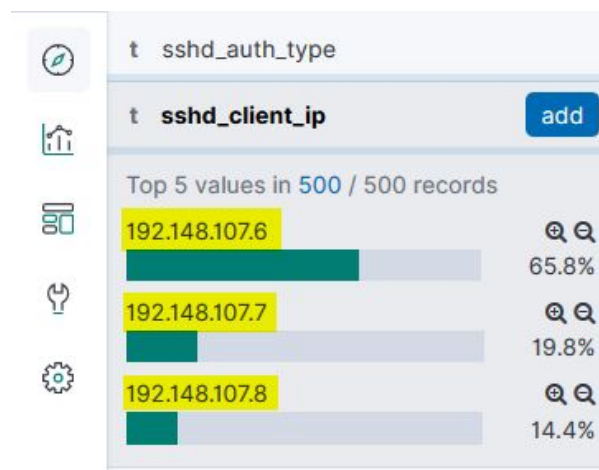 t sshd_auth_type
t sshd_client_ip add
Top 5 values in 500 / 500 records
192.148.107.6
65.8%
192.148.107.7
19.8%
192.148.107.8
14.4%